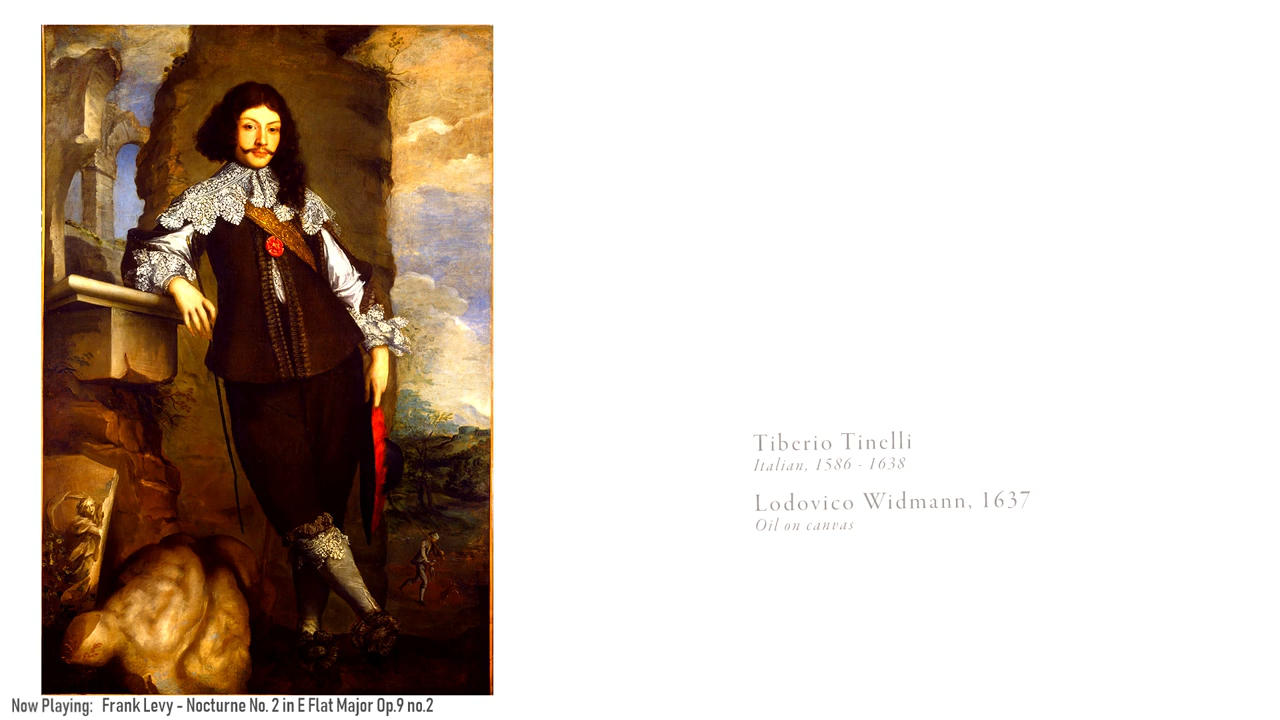 Tiberio Tinelli
Italian, 1586 - 1638
Lodovico Widmann, 1637
Oil on canvas
Now Playing: Frank Levy - Nocturne No. 2 in E Flat Major Op.9 no.2